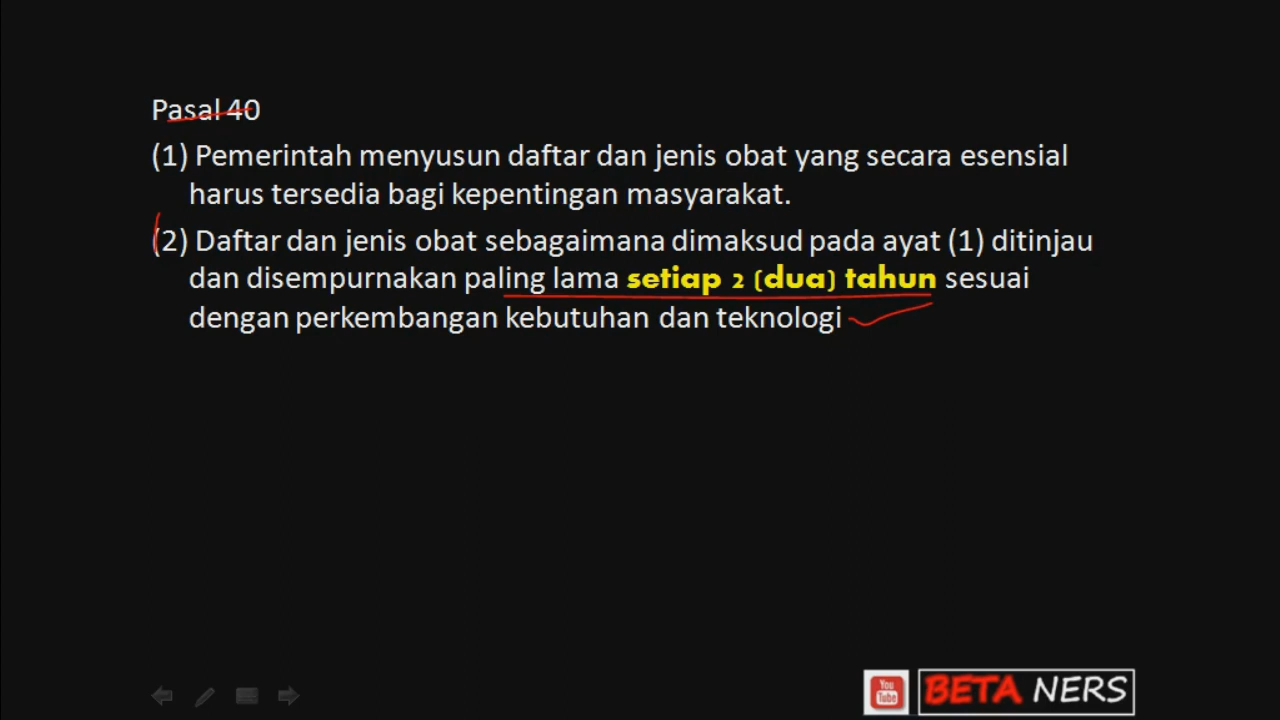 Pasal 40
(1) Pemerintah menyusun daftar dan jenis obat yang secara esensial
harus tersedia bagi kepentingan masyarakat.
(2) Daftar dan jenis obat sebagaimana dimaksud pada ayat (1) ditinjau
dan disempurnakan paling lama setiap 2 (dua) tahun sesuai
dengan perkembangan kebutuhan dan teknologi
You Tube BETA NERS